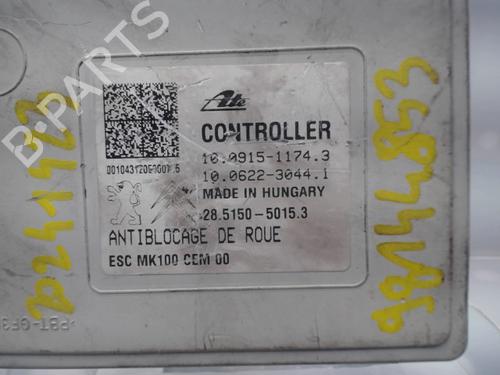 Ate
CONTROLLER
10.0915-1174.3
10.0622-3044.1
MADE IN HUNGARY
28.5150-5015.3
ANTIBLOCAGE DE ROUE
ESC MK100 CEM 00
98144853
B-PARTS